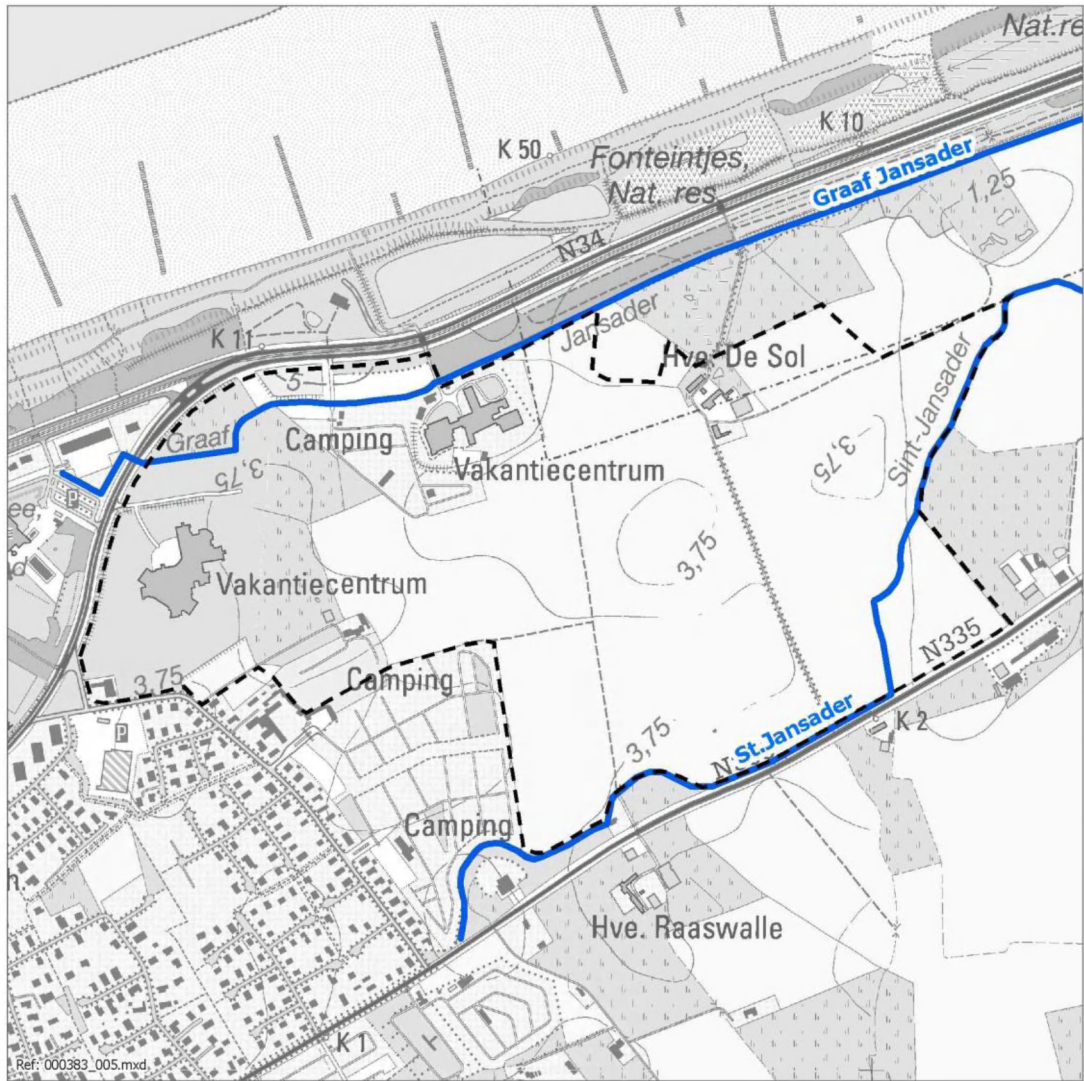 Nat.re
K 10
K 50
Fonteintjes,
Nat. res
Graaf Jansader
1,25
N34
Jansader
K 11
Hve. De Sol
5
Graaf
Camping
3,75
Vakantiecentrum
3,75
Sint-Jansader
P
ee
3,75
Vakantiecentrum
N335
3,75
Camping
St.Jansader
K 2
P
3,75
Camping
n.
Hve. Raaswalle
K 1
Ref: 000383_005.mxd